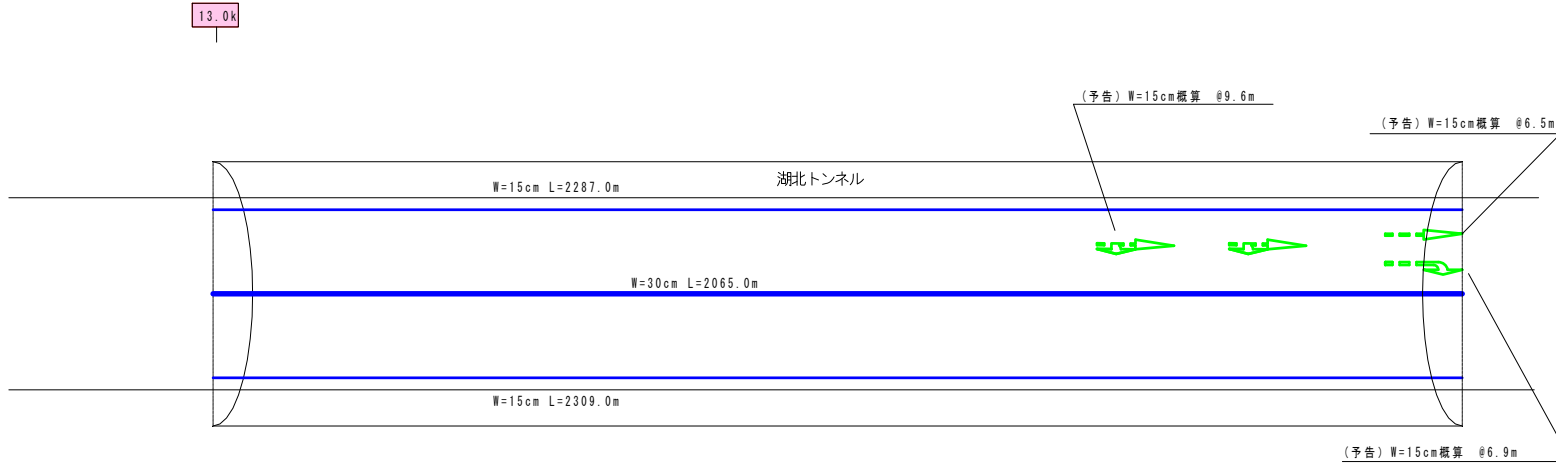 13.0k
(予告) W=15cm概算 @9.6m
(予告) W=15cm概算 @6.5m
湖北トンネル
W=15cm L=2287.0m
W=30cm L=2065.0m
W=15cm L=2309.0m
(予告) W=15cm概算 @6.9m